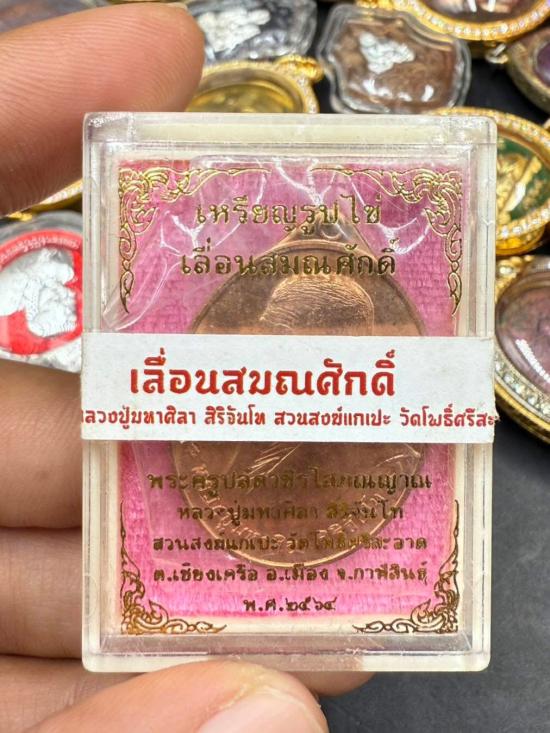 เหรียญรูปไข่
เลื่อนสมณศักดิ์
เลื่อนสมณศักดิ์
หลวงปู่มหาศิลา สิริจันโท สวนสงฆ์แกเปะ วัดโพธิ์ศรีสะ
พระครูปลัดวชิรโสภณญาณ
หลวงปู่มหาศิลา สิริจันโท
สวนสงฆ์แกเปะ วัดโพธิ์ศรีสะอาด
ต.เชียงเครือ อ.เมือง จ.กาฬสินธุ์
พ.ศ.๒๕๖๔